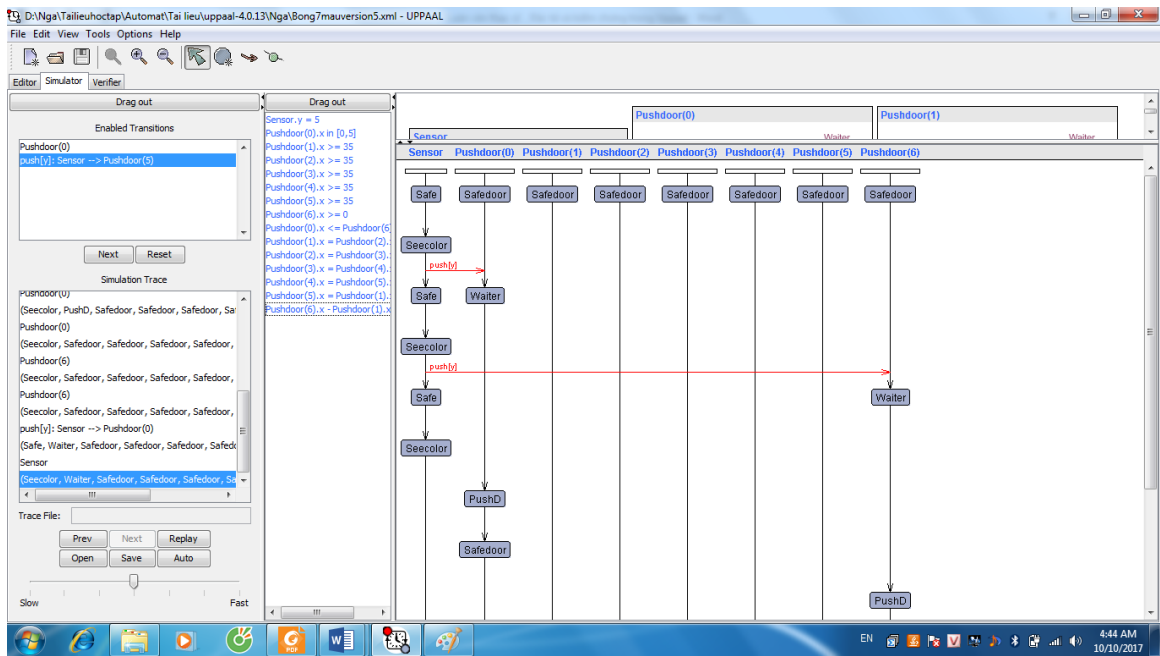 D:\Nga\Tailieuhoctap\Automat\Tai lieu\uppaal-4.0.13\Nga\Bong7mauversion5.xml - UPPAAL
File Edit View Tools Options Help
Editor Simulator Verifier
Drag out
Enabled Transitions
Pushdoor(0)
push[y]: Sensor --> Pushdoor(5)
Next Reset
Simulation Trace
Pushdoor(0)
(Seecolor, PushD, Safedoor, Safedoor, Safedoor, Sa
Pushdoor(0)
(Seecolor, Safedoor, Safedoor, Safedoor, Safedoor,
Pushdoor(6)
(Seecolor, Safedoor, Safedoor, Safedoor, Safedoor,
Pushdoor(6)
(Seecolor, Safedoor, Safedoor, Safedoor, Safedoor,
push[y]: Sensor --> Pushdoor(0)
(Safe, Waiter, Safedoor, Safedoor, Safedoor, Safedo
Sensor
(Seecolor, Waiter, Safedoor, Safedoor, Safedoor, Sa
Trace File:
Prev Next Replay
Open Save Auto
Slow Fast
Drag out
Sensor.y = 5
Pushdoor(0).x in [0,5]
Pushdoor(1).x >= 35
Pushdoor(2).x >= 35
Pushdoor(3).x >= 35
Pushdoor(4).x >= 35
Pushdoor(5).x >= 35
Pushdoor(6).x >= 0
Pushdoor(0).x <= Pushdoor(6)
Pushdoor(1).x = Pushdoor(2).
Pushdoor(2).x = Pushdoor(3).
Pushdoor(3).x = Pushdoor(4).
Pushdoor(4).x = Pushdoor(5).
Pushdoor(5).x = Pushdoor(1).
Pushdoor(6).x - Pushdoor(1).x
Pushdoor(0) Pushdoor(1)
Sensor Waiter Waiter
Sensor Pushdoor(0) Pushdoor(1) Pushdoor(2) Pushdoor(3) Pushdoor(4) Pushdoor(5) Pushdoor(6)
Safe Safedoor Safedoor Safedoor Safedoor Safedoor Safedoor Safedoor
Seecolor
push[y]
Safe Waiter
Seecolor
push[y]
Safe Waiter
Seecolor
PushD
Safedoor
PushD
PDF
W
EN
4:44 AM
10/10/2017